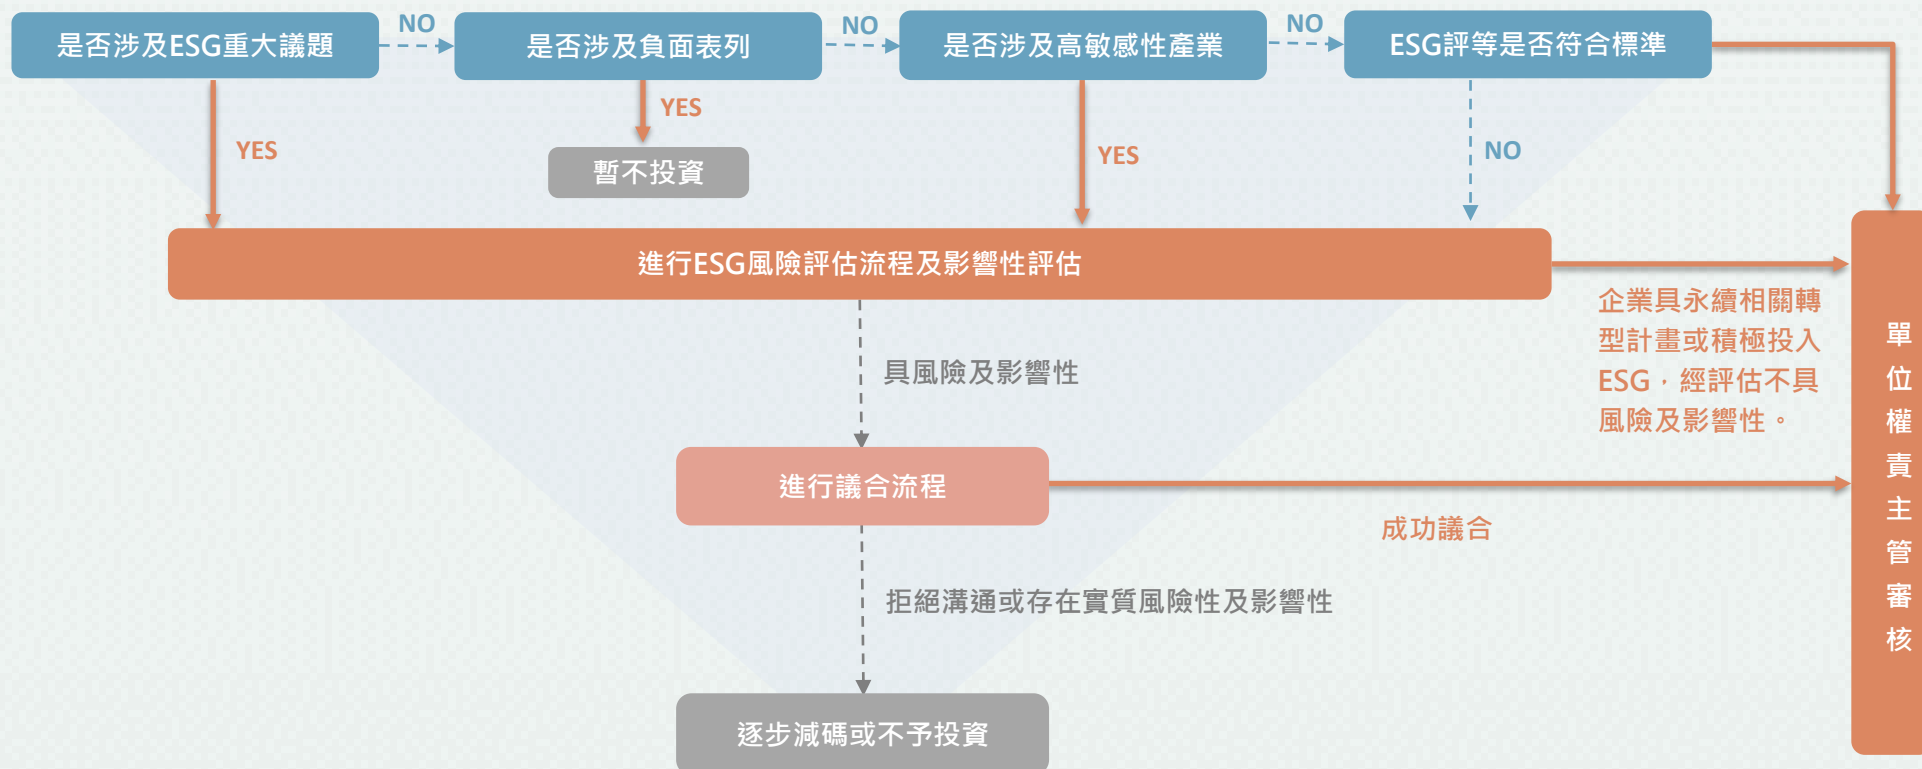 是否涉及ESG重大議題
NO
是否涉及負面表列
NO
是否涉及高敏感性產業
NO
ESG評等是否符合標準
YES
YES
暫不投資
YES
NO
進行ESG風險評估流程及影響性評估
企業具永續相關轉
型計畫或積極投入
ESG，經評估不具
風險及影響性。
具風險及影響性
進行議合流程
成功議合
拒絕溝通或存在實質風險性及影響性
逐步減碼或不予投資
單位權責主管審核